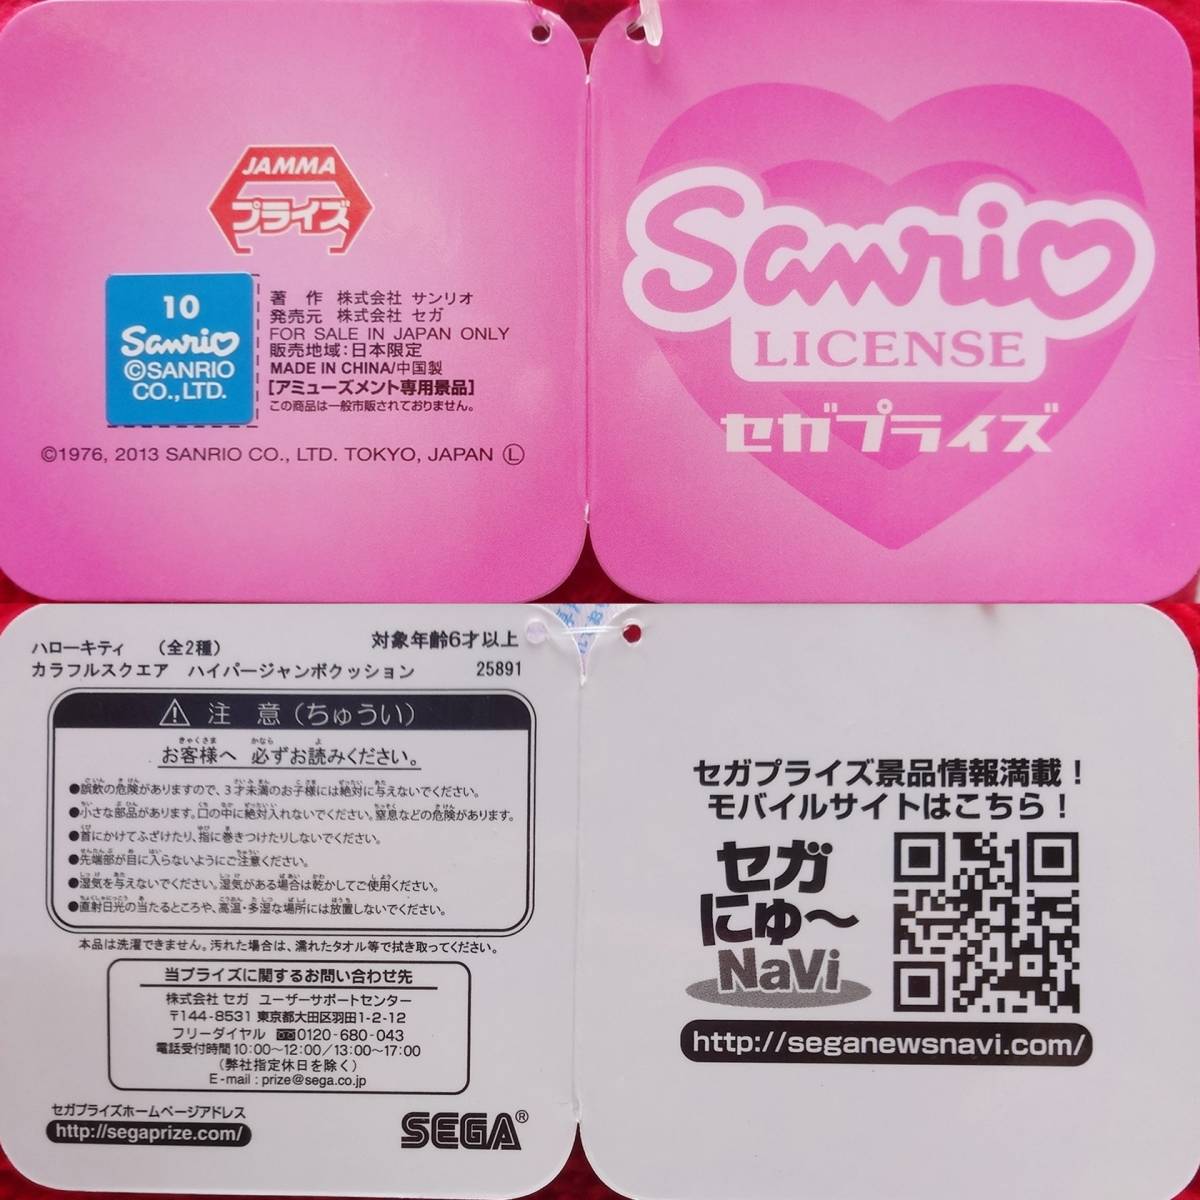 JAMMA
プライズ
10
Sanrio
©SANRIO
CO.,LTD.
著 作 株式会社 サンリオ
発売元 株式会社 セガ
FOR SALE IN JAPAN ONLY
販売地域:日本限定
MADE IN CHINA/中国製
【アミューズメント専用景品】
この商品は一般市販されておりません。
©1976, 2013 SANRIO CO., LTD. TOKYO, JAPAN Ⓛ
Sanrio
LICENSE
セガプライズ
ハローキティ (全2種) 対象年齢6才以上
カラフルスクエア ハイパージャンボクッション 25891
⚠ 注 意(ちゅうい)
お客様へ 必ずお読みください。
●誤飲の危険がありますので、3才未満のお子様には絶対に与えないでください。
●小さな部品があります。口の中に絶対入れないでください。窒息などの危険があります。
●首にかけてふざけたり、指に巻きつけたりしないでください。
●先端部が目に入らないようにご注意ください。
●湿気を与えないでください。湿気がある場合は乾かしてご使用ください。
●直射日光の当たるところや、高温・多湿な場所には放置しないでください。
本品は洗濯できません。汚れた場合は、濡れたタオル等で拭き取ってください。
当プライズに関するお問い合わせ先
株式会社 セガ ユーザーサポートセンター
〒144-8531 東京都大田区羽田1-2-12
フリーダイヤル 0120-680-043
電話受付時間 10:00~12:00/13:00~17:00
(弊社指定休日を除く)
E-mail : prize@sega.co.jp
セガプライズホームページアドレス
http://segaprize.com/
SEGA®
セガプライズ景品情報満載!
モバイルサイトはこちら!
セガ
にゅ~
NaVi
http://seganewsnavi.com/